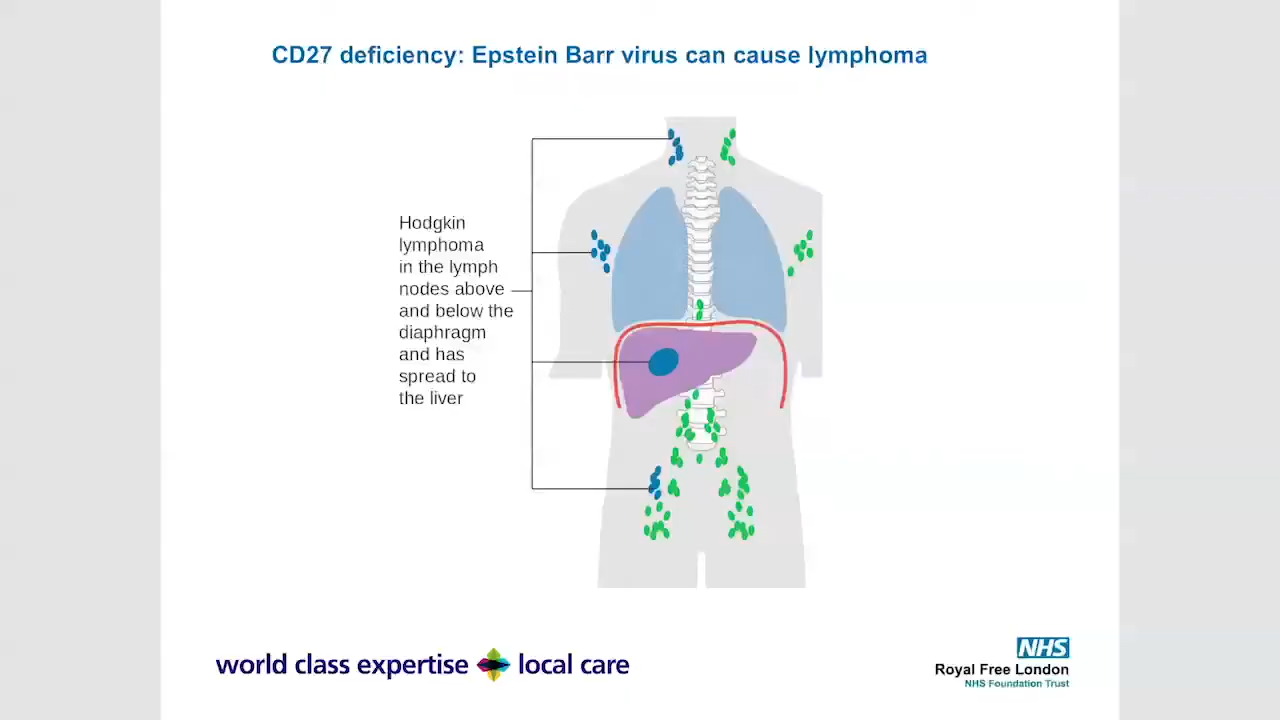 CD27 deficiency: Epstein Barr virus can cause lymphoma
Hodgkin
lymphoma
in the lymph
nodes above
and below the
diaphragm
and has
spread to
the liver
world class expertise local care
NHS
Royal Free London
NHS Foundation Trust